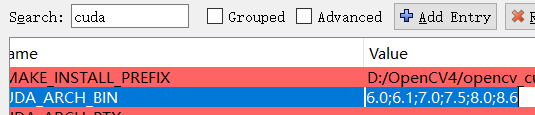 Search: cuda Grouped Advanced Add Entry
ame Value
MAKE_INSTALL_PREFIX D:/OpenCV4/opencv_cu
UDA_ARCH_BIN 6.0;6.1;7.0;7.5;8.0;8.6